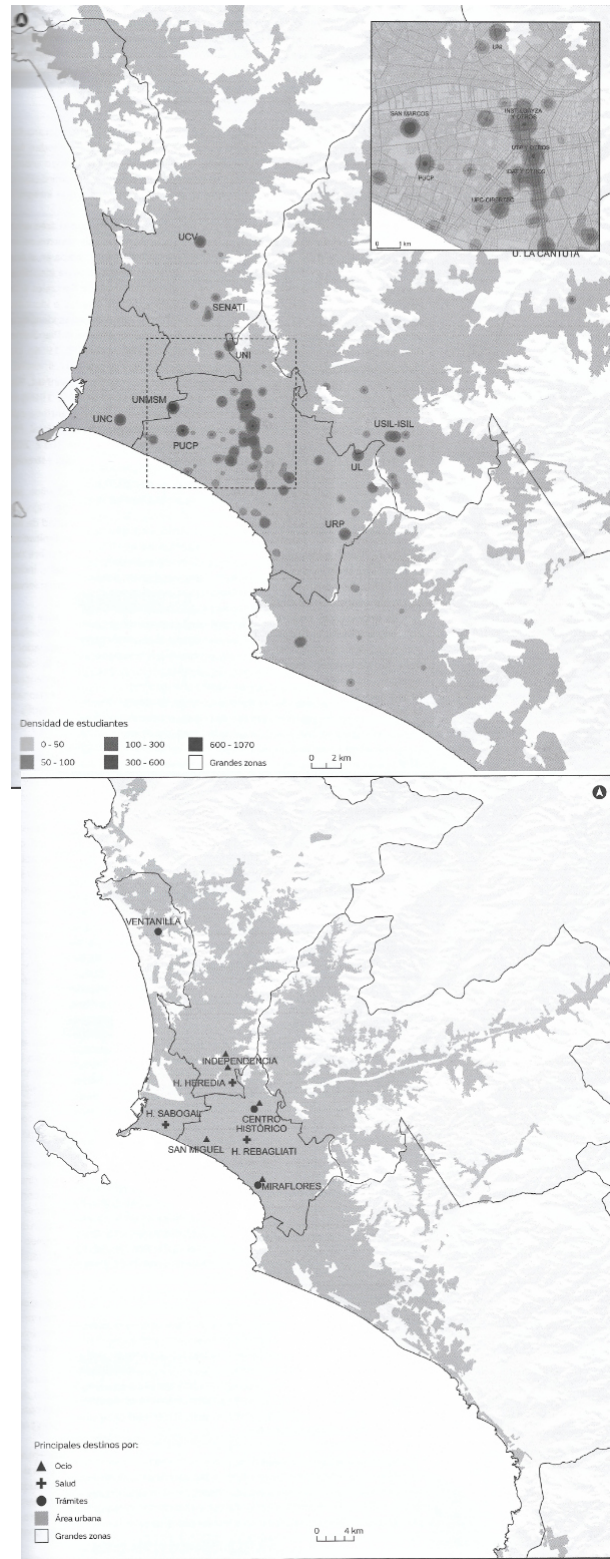 UPN
SAN MARCOS
PUCP
U. LA CANTUTA
UCV
SENATI
UNI
UNMSM
UNC
PUCP
USIL-ISIL
UL
URP
Densidad de estudiantes
0 - 50
100 - 300
600 - 1070
50 - 100
300 - 600
Grandes zonas
0 2 km
VENTANILLA
INDEPENDENCIA
H. HEREDIA
H. SABOGAL
CENTRO
HISTÓRICO
SAN MIGUEL
H. REBAGLIATI
MIRAFLORES
Principales destinos por:
Ocio
Salud
Trámites
Área urbana
Grandes zonas
0 4 km